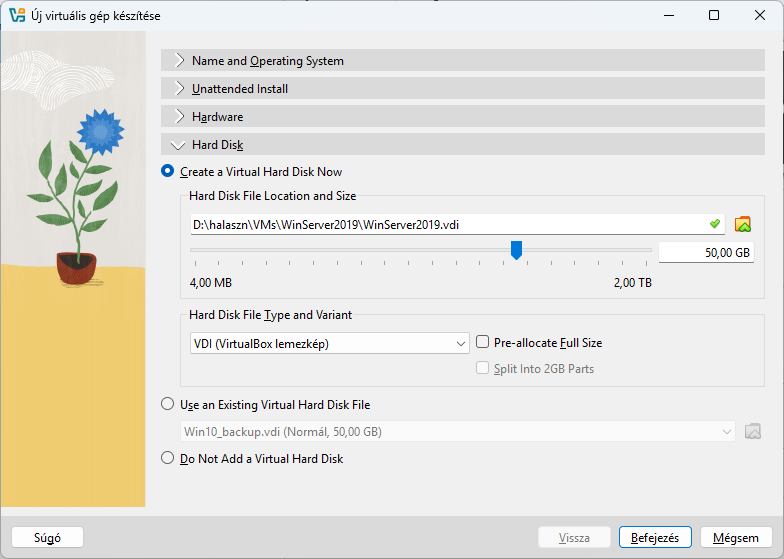 Új virtuális gép készítése
Name and Operating System
Unattended Install
Hardware
Hard Disk
Create a Virtual Hard Disk Now
Hard Disk File Location and Size
D:\halaszn\VMs\WinServer2019\WinServer2019.vdi
50,00 GB
4,00 MB 2,00 TB
Hard Disk File Type and Variant
VDI (VirtualBox lemezkép) Pre-allocate Full Size
Split Into 2GB Parts
Use an Existing Virtual Hard Disk File
Win10_backup.vdi (Normál, 50,00 GB)
Do Not Add a Virtual Hard Disk
Súgó Vissza Befejezés Mégsem